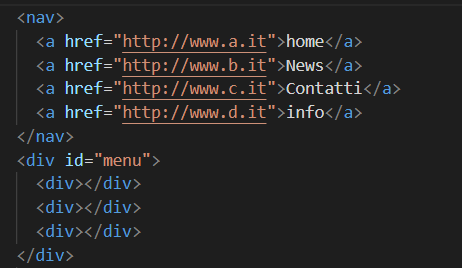 <nav>
<a href="http://www.a.it">home</a>
<a href="http://www.b.it">News</a>
<a href="http://www.c.it">Contatti</a>
<a href="http://www.d.it">info</a>
</nav>
<div id="menu">
<div></div>
<div></div>
<div></div>
</div>